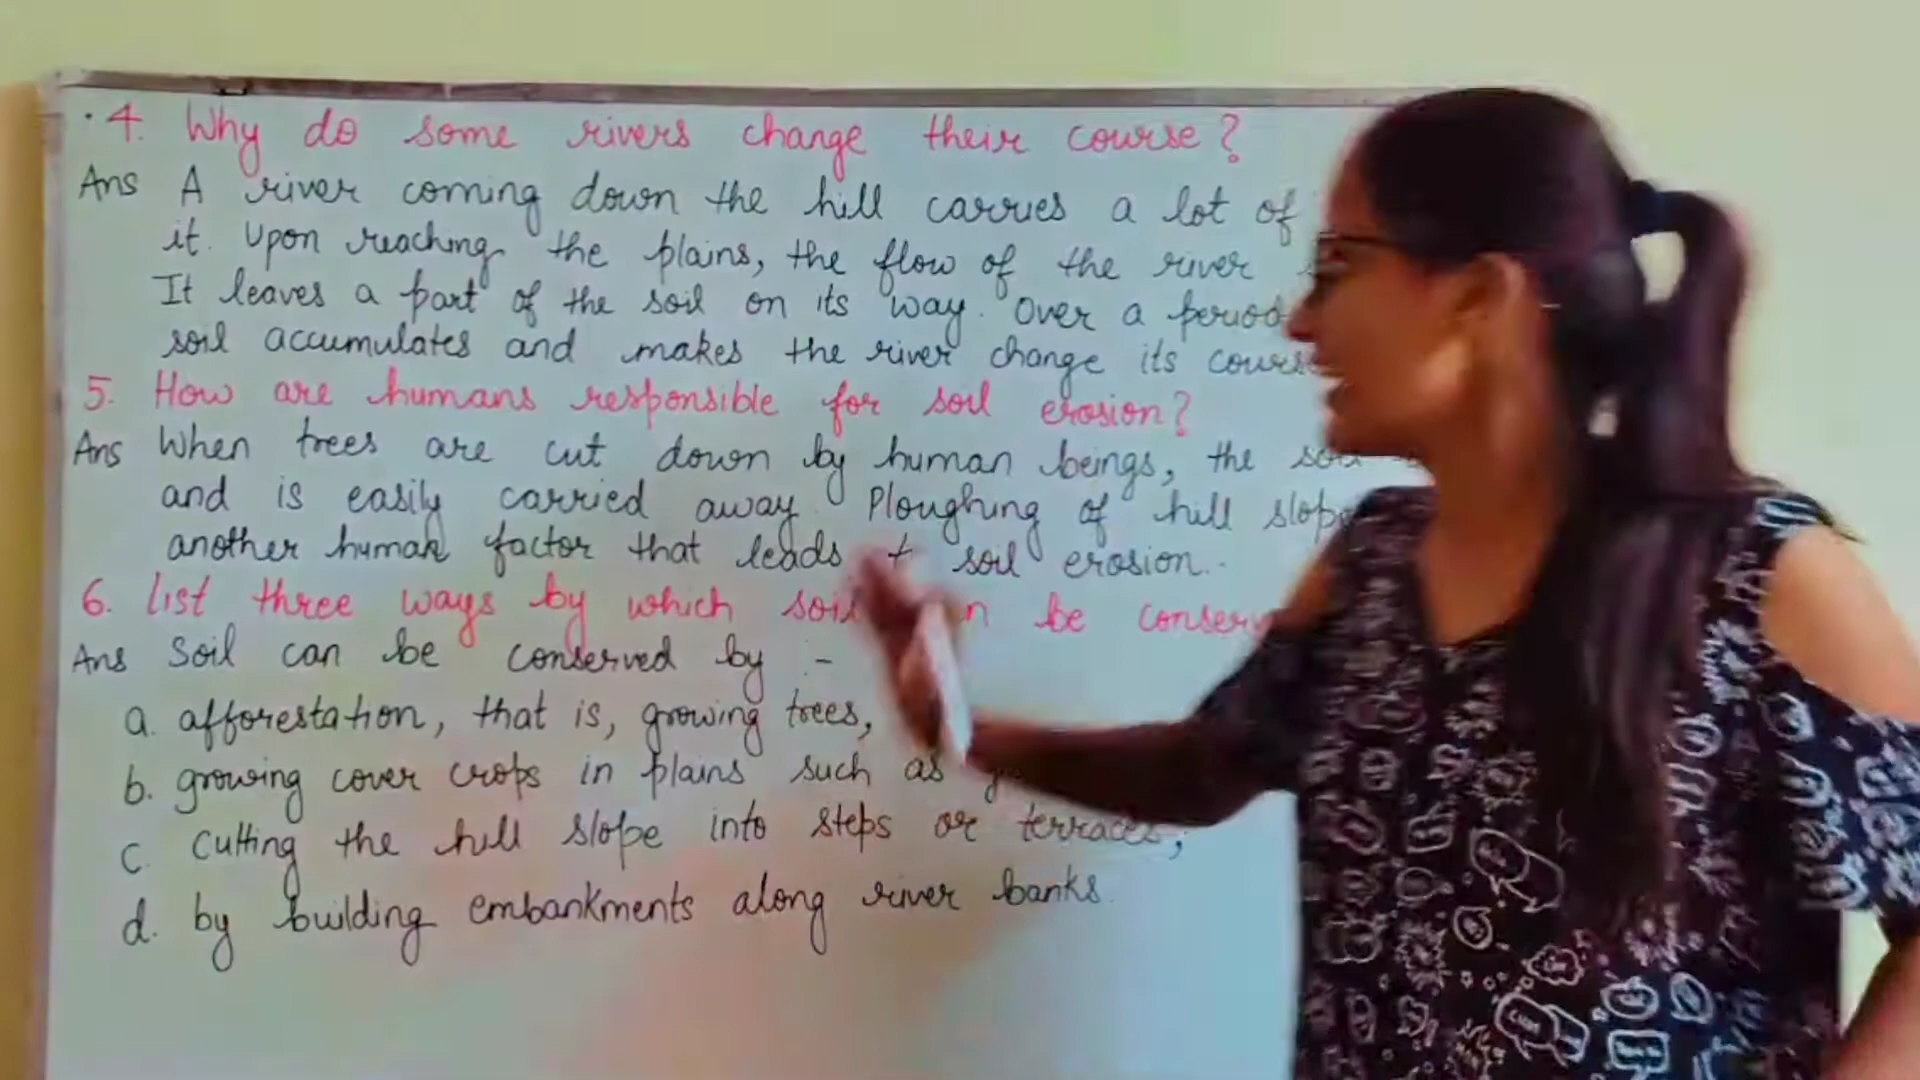 4. Why do some rivers change their course?
Ans A river coming down the hill carries a lot of
it. Upon reaching the plains, the flow of the river
It leaves a part of the soil on its way. Over a period
soil accumulates and makes the river change its
5. How are humans responsible for soil erosion?
Ans When trees are cut down by human beings, the
and is easily carried away. Ploughing of hill
another human factor that leads soil erosion.
6. List three ways by which soil be
Ans Soil can be conserved by :-
a. afforestation, that is, growing trees,
b. growing cover crops in plains such as
c. Cutting the hill slope into steps or terraces,
d. by building embankments along river banks.